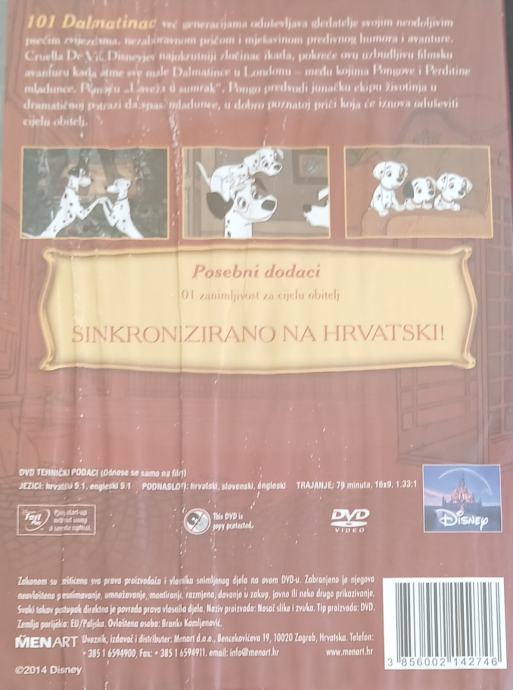 101 Dalmatinac već generacijama oduševljava gledatelje svojim neodoljivim
psećim zvijezdama, nezaboravnom pričom i mješavinom predivnog humora i avanture.
Cruella De Vil, Disneyjev najokrutniji zločinac ikada, pokreće ovu uzbudljivu filmsku
avanturu kada otme sve male Dalmatince u Londonu – među kojima Pongove i Perditine
mladunce. Pomoću „Laveža u sumrak", Pongo predvodi junačku ekipu životinja u
dramatičnoj potrazi da spas mladunce, u dobro poznatoj priči koja će iznova oduševiti
cijelu obitelj.
Posebni dodaci
01 zanimljivost za cijelu obitelj
SINKRONIZIRANO NA HRVATSKI!
DVD TEHNIČKI PODACI (Odnose se samo na film)
JEZICI: hrvatski 5.1, engleski 5.1 PODNASLOVI: hrvatski, slovenski, engleski TRAJANJE: 79 minuta, 16x9, 1.33:1
This DVD is
copy protected.
DVD
VIDEO
Disney
Zakonom su zaštićena sva prava proizvođača i vlasnika snimljenog djela na ovom DVD-u. Zabranjeno je njegovo
neovlašteno presnimavanje, umnožavanje, montiranje, razmjena, davanje u zakup, javno ili neko drugo prikazivanje.
Svaki takav postupak direktna je povreda prava vlasnika djela. Naziv proizvoda: Nosač slike i zvuka. Tip proizvoda: DVD.
Zemlja porijekla: EU/Poljska. Ovlaštena osoba: Branko Komljenović.
MENART Uvoznik, izdavač i distributer: Menart d.o.o., Bencekovićeva 19, 10020 Zagreb, Hrvatska. Telefon:
+ 385 1 6594900, Fax: + 385 1 6594911. email: info@menart.hr www.menart.hr
©2014 Disney
3 856002 142746